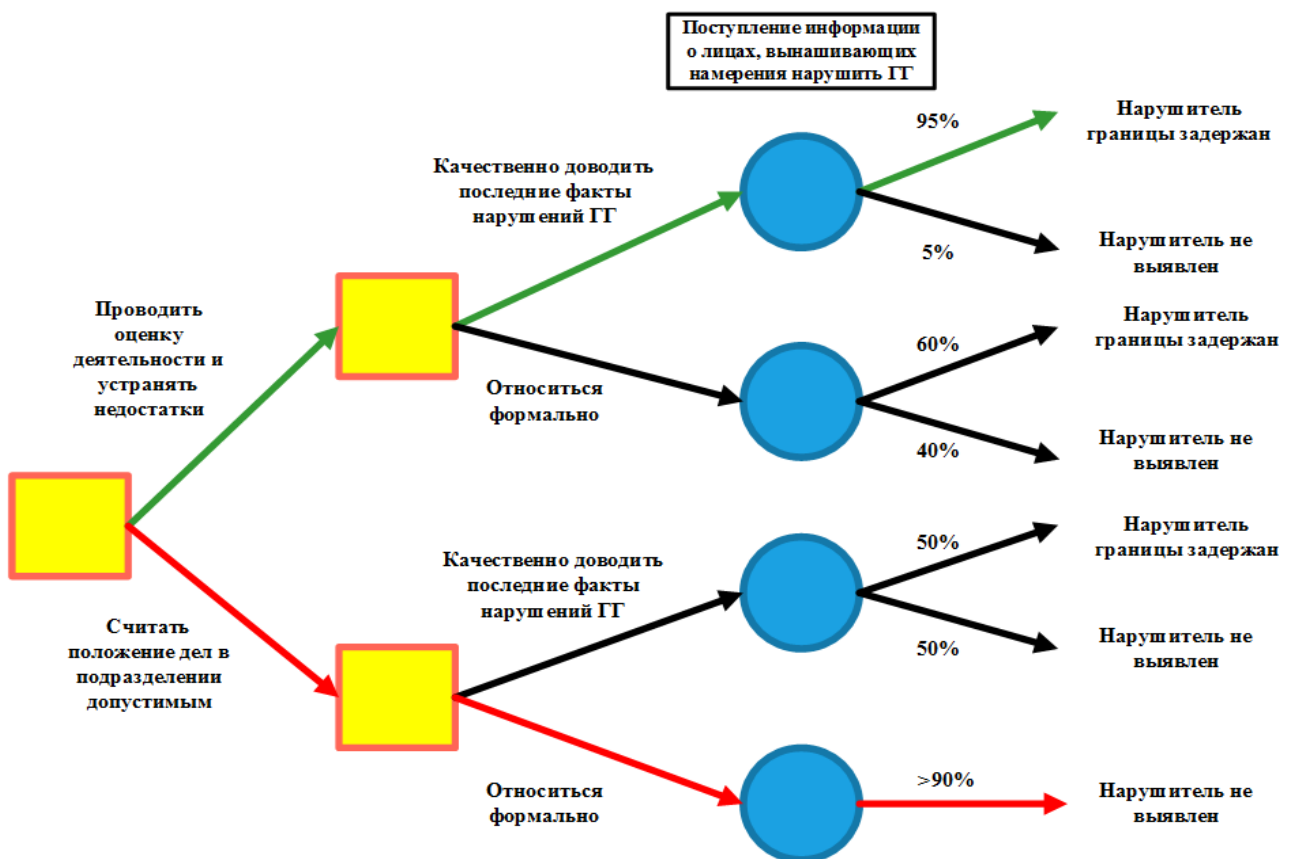 Поступление информации
о лицах, вынашивающих
намерения нарушить ГГ
95%
Нарушитель
границы задержан
Качественно доводить
последние факты
нарушений ГГ
5%
Нарушитель не
выявлен
Проводить
оценку
деятельности и
устранять
недостатки
Относиться
формально
60%
Нарушитель
границы задержан
40%
Нарушитель не
выявлен
Считать
положение дел в
подразделении
допустимым
Качественно доводить
последние факты
нарушений ГГ
50%
Нарушитель
границы задержан
50%
Нарушитель не
выявлен
Относиться
формально
>90%
Нарушитель не
выявлен